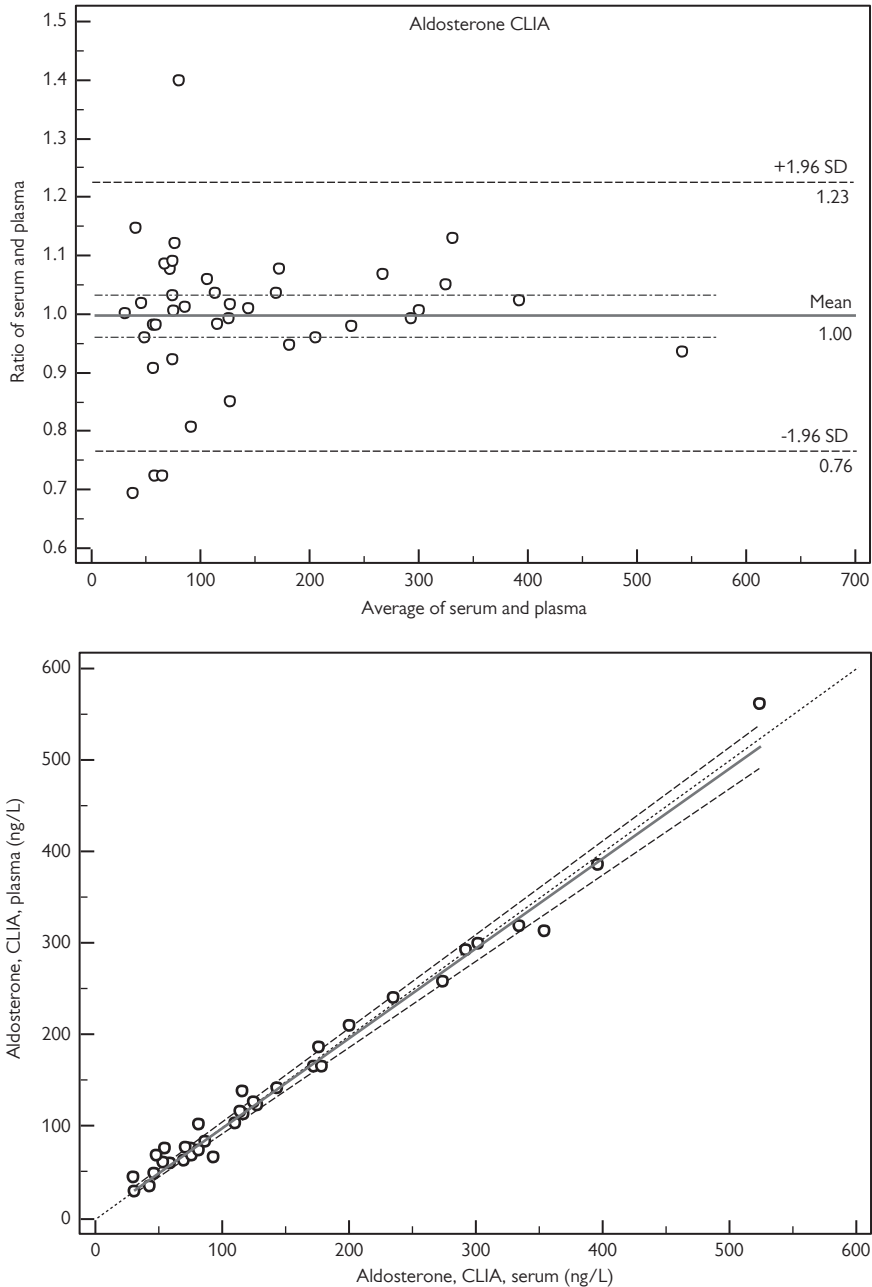 Aldosterone CLIA
Ratio of serum and plasma
1.5
1.4
1.3
1.2
1.1
1.0
0.9
0.8
0.7
0.6
+1.96 SD
1.23
Mean
1.00
-1.96 SD
0.76
0 100 200 300 400 500 600 700
Average of serum and plasma
Aldosterone, CLIA, plasma (ng/L)
600
500
400
300
200
100
0
0 100 200 300 400 500 600
Aldosterone, CLIA, serum (ng/L)